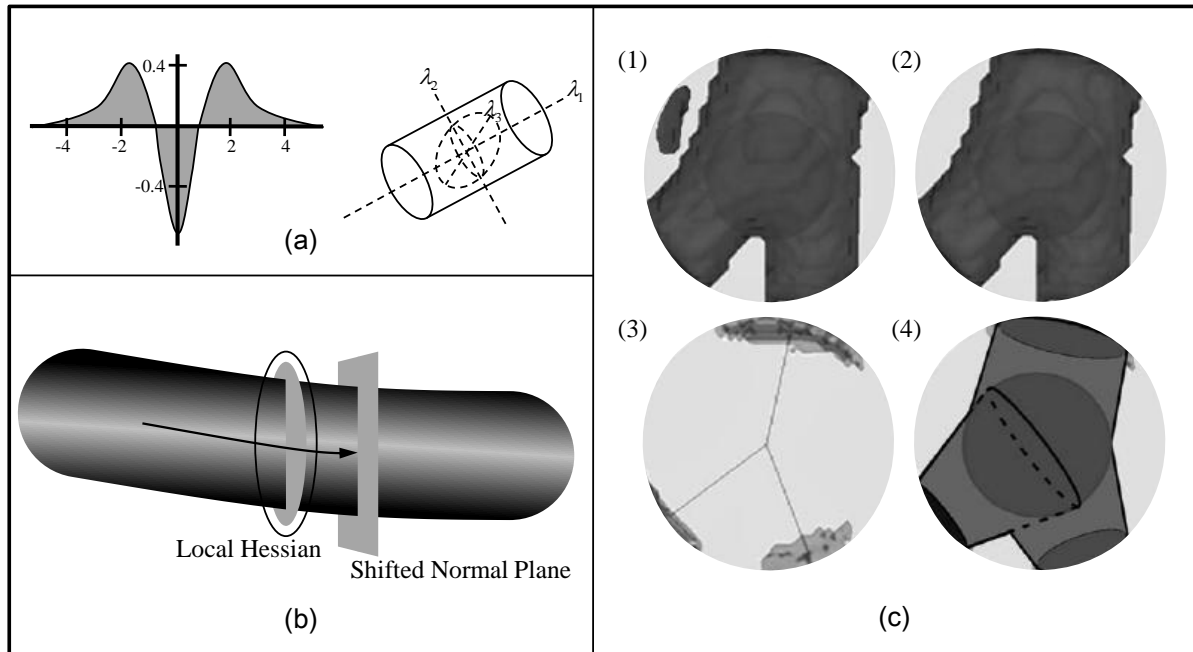 0.4
-4
-2
2
4
-0.4
λ2
λ3
λ1
(a)
Local Hessian
Shifted Normal Plane
(b)
(1)
(2)
(3)
(4)
(c)